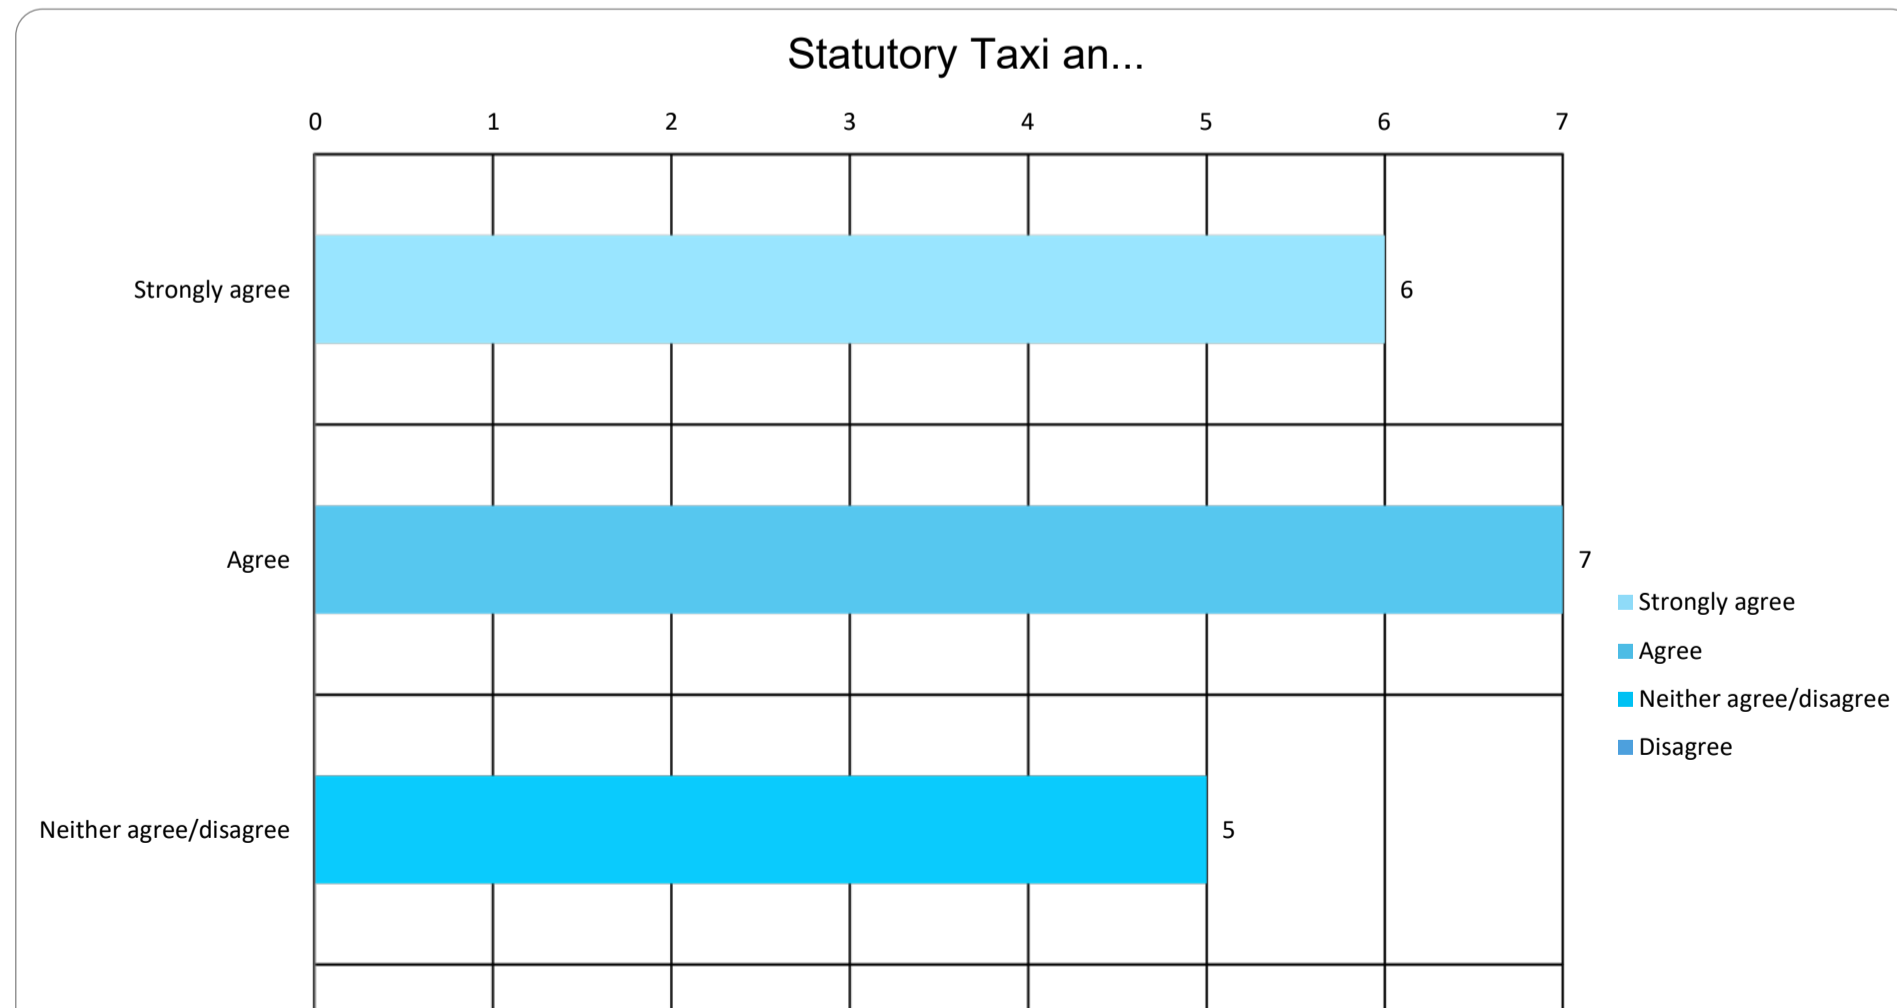 Statutory Taxi an...
0 1 2 3 4 5 6 7
Strongly agree
6
Agree
7
Neither agree/disagree
5
Strongly agree
Agree
Neither agree/disagree
Disagree